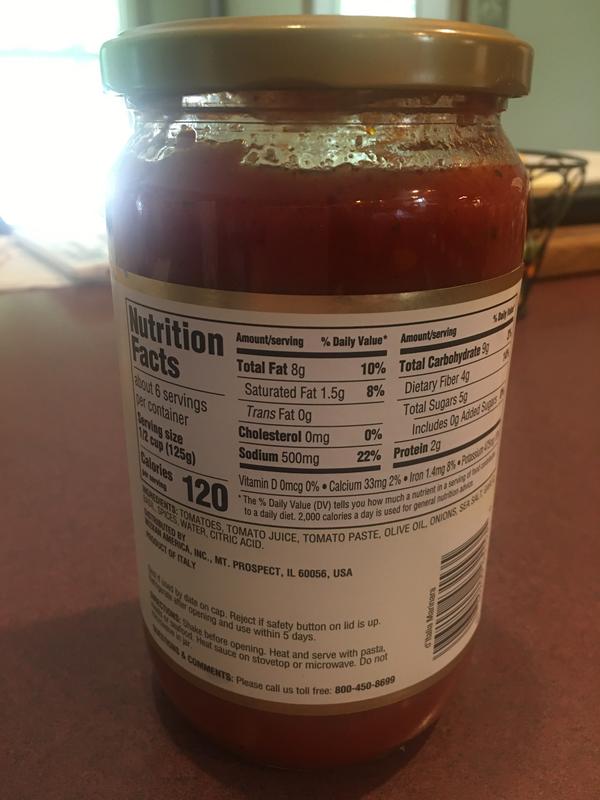 Nutrition
Facts
about 6 servings
per container
Serving size
1/2 cup (125g)
Calories
per serving
120
Amount/serving % Daily Value*
Total Fat 8g 10%
Saturated Fat 1.5g 8%
Trans Fat 0g
Cholesterol 0mg 0%
Sodium 500mg 22%
Amount/serving % Daily
Total Carbohydrate 9g
Dietary Fiber 4g
Total Sugars 5g
Includes 0g Added Sugars
Protein 2g
Vitamin D 0mcg 0% • Calcium 33mg 2% • Iron 1.4mg 8% •
*The % Daily Value (DV) tells you how much a nutrient in a serving of food
to a daily diet. 2,000 calories a day is used for general nutrition advice.
INGREDIENTS: TOMATOES, TOMATO JUICE, TOMATO PASTE, OLIVE OIL, ONIONS, SEA SALT,
SPICES, WATER, CITRIC ACID.
DISTRIBUTED BY
AMERICA, INC., MT. PROSPECT, IL 60056, USA
PRODUCT OF ITALY
if used by date on cap. Reject if safety button on lid is up.
after opening and use within 5 days.
DIRECTIONS: Shake before opening. Heat and serve with pasta,
or seafood. Heat sauce on stovetop or microwave. Do not
in jar.
& COMMENTS: Please call us toll free: 800-450-8699
d'Italia Marinara